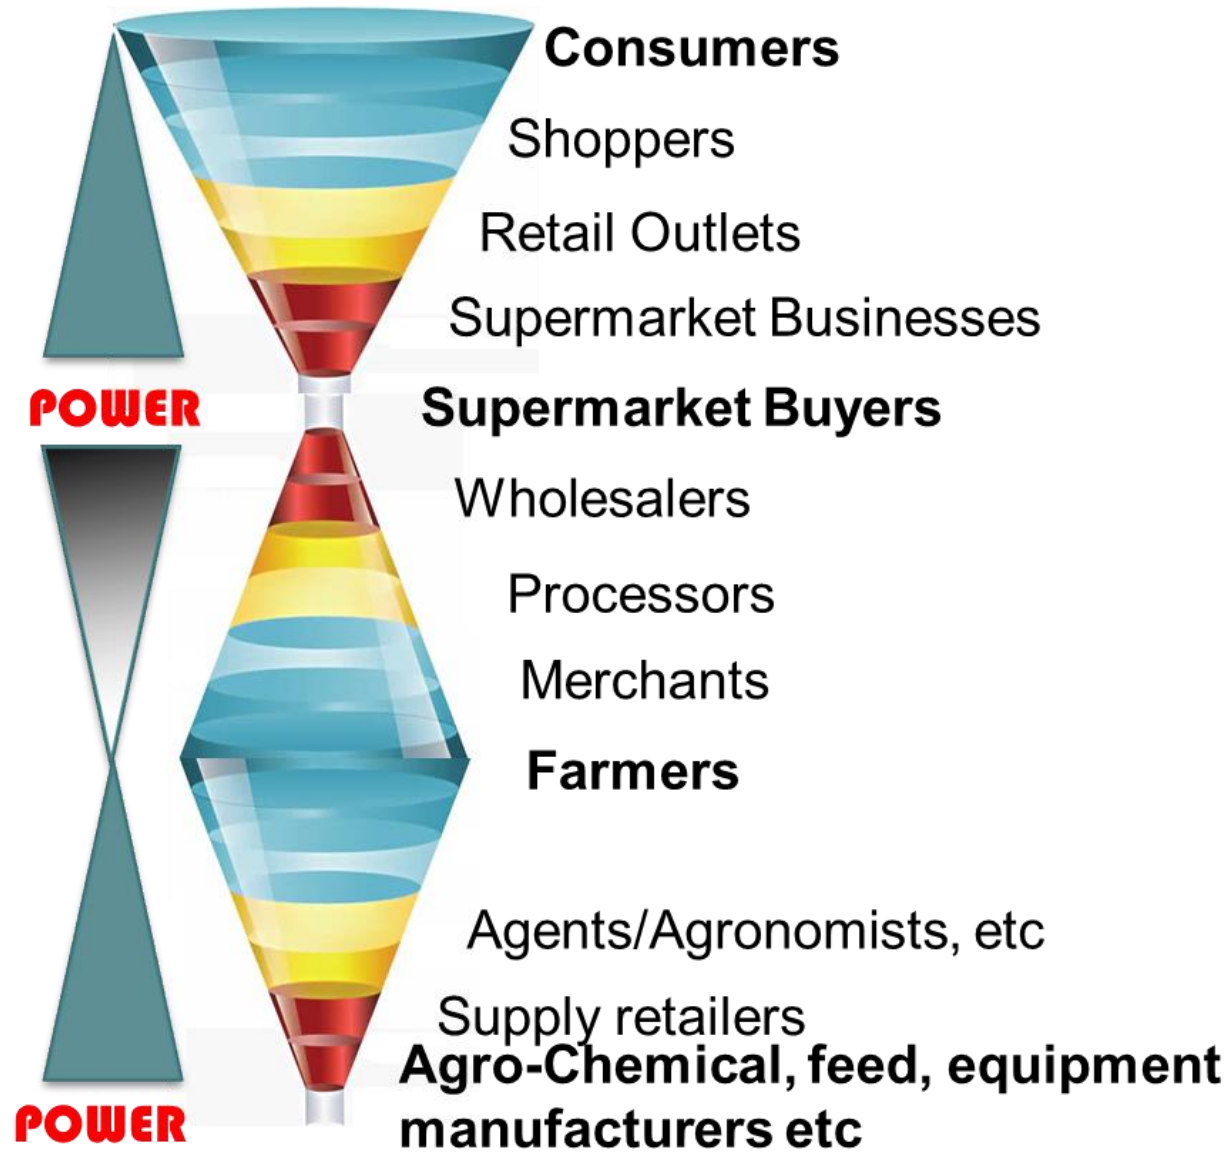 Consumers
Shoppers
Retail Outlets
Supermarket Businesses
POWER
Supermarket Buyers
Wholesalers
Processors
Merchants
Farmers
Agents/Agronomists, etc
Supply retailers
Agro-Chemical, feed, equipment
manufacturers etc
POWER